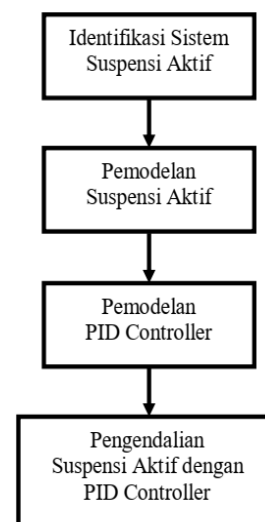 Identifikasi Sistem
Suspensi Aktif
Pemodelan
Suspensi Aktif
Pemodelan
PID Controller
Pengendalian
Suspensi Aktif dengan
PID Controller